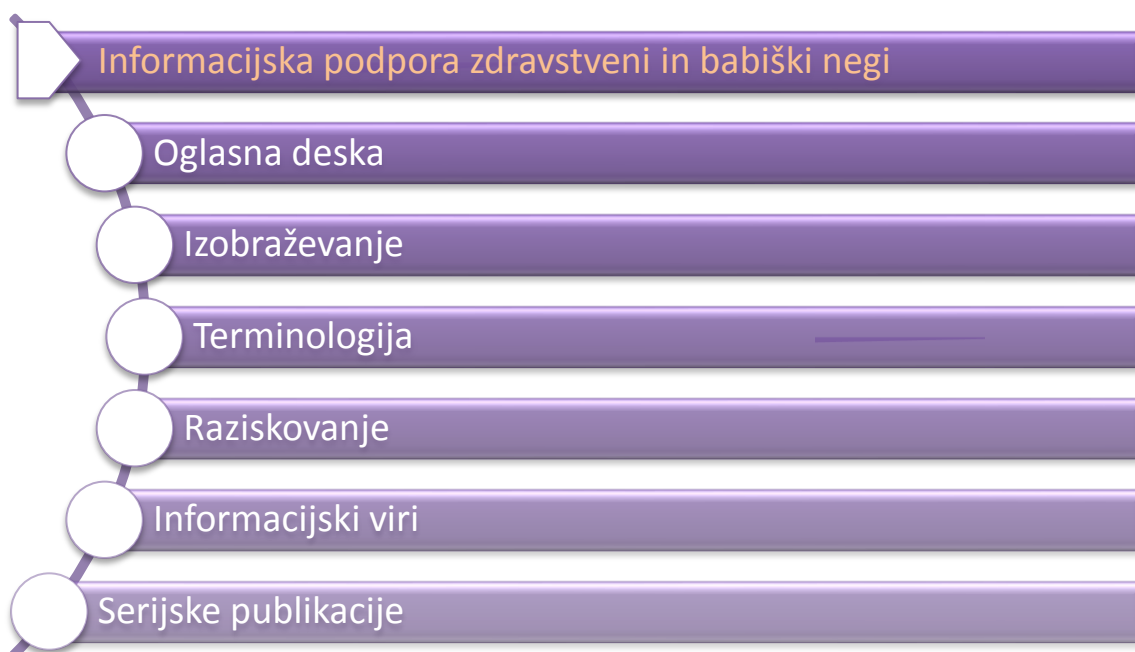 Informacijska podpora zdravstveni in babiški negi
Oglasna deska
Izobraževanje
Terminologija
Raziskovanje
Informacijski viri
Serijske publikacije